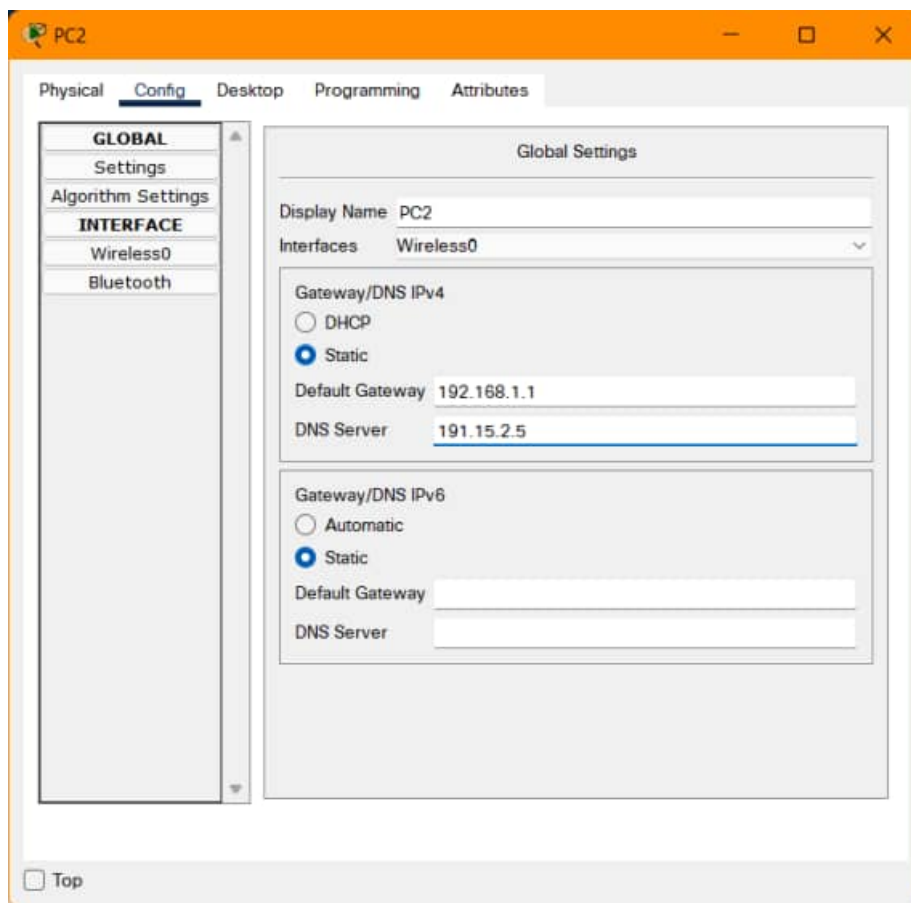 PC2
Physical Config Desktop Programming Attributes
GLOBAL
Settings
Algorithm Settings
INTERFACE
Wireless0
Bluetooth
Global Settings
Display Name PC2
Interfaces Wireless0
Gateway/DNS IPv4
DHCP
Static
Default Gateway 192.168.1.1
DNS Server 191.15.2.5
Gateway/DNS IPv6
Automatic
Static
Default Gateway
DNS Server
Top